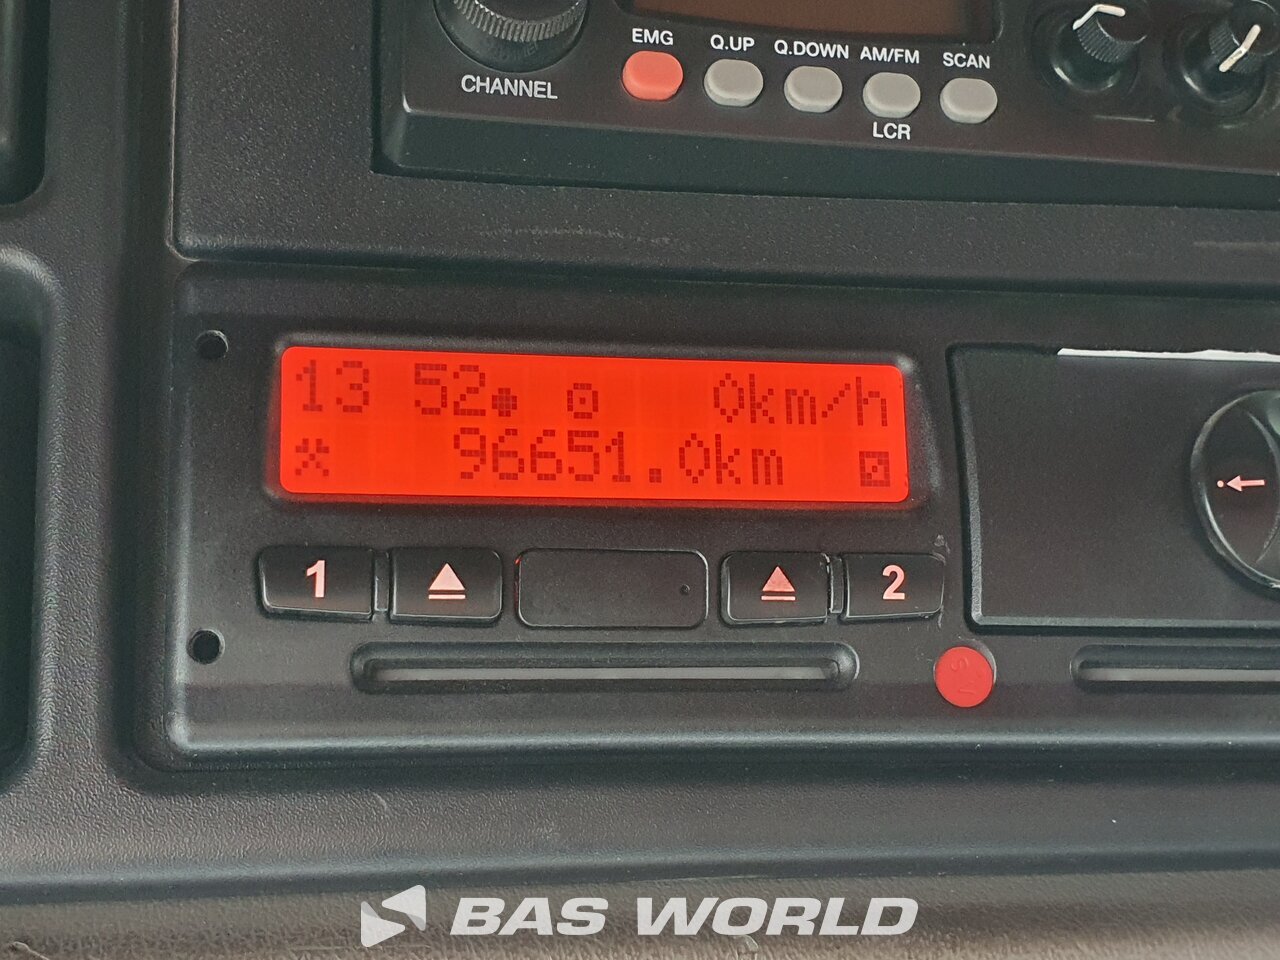 EMG Q.UP Q.DOWN AM/FM SCAN
CHANNEL
LCR
13 52 0km/h
96651.0km
1 2
BAS WORLD